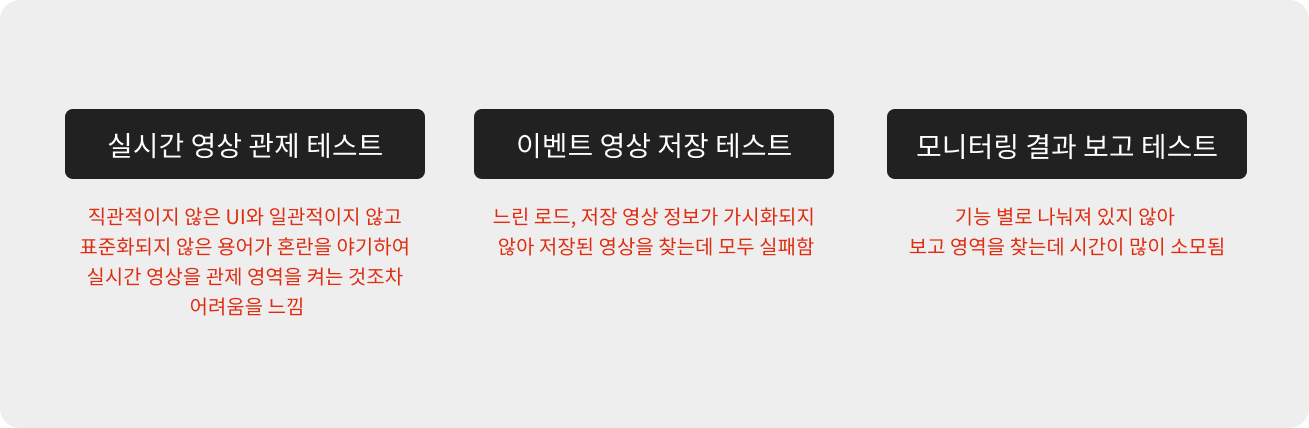 실시간 영상 관제 테스트
직관적이지 않은 UI와 일관적이지 않고
표준화되지 않은 용어가 혼란을 야기하여
실시간 영상을 관제 영역을 켜는 것조차
어려움을 느낌
이벤트 영상 저장 테스트
느린 로드, 저장 영상 정보가 가시화되지
않아 저장된 영상을 찾는데 모두 실패함
모니터링 결과 보고 테스트
기능 별로 나눠져 있지 않아
보고 영역을 찾는데 시간이 많이 소모됨